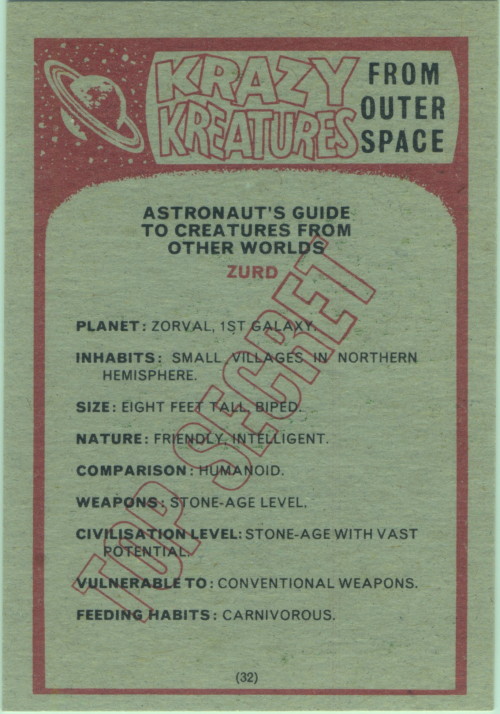 KRAZY
KREATURES
FROM
OUTER
SPACE
ASTRONAUT'S GUIDE
TO CREATURES FROM
OTHER WORLDS
ZURD
TOP SECRET
PLANET: ZORVAL, 1ST GALAXY.
INHABITS: SMALL VILLAGES IN NORTHERN
HEMISPHERE.
SIZE: EIGHT FEET TALL, BIPED.
NATURE: FRIENDLY, INTELLIGENT.
COMPARISON: HUMANOID.
WEAPONS: STONE-AGE LEVEL.
CIVILISATION LEVEL: STONE-AGE WITH VAST
POTENTIAL.
VULNERABLE TO: CONVENTIONAL WEAPONS.
FEEDING HABITS: CARNIVOROUS.
(32)